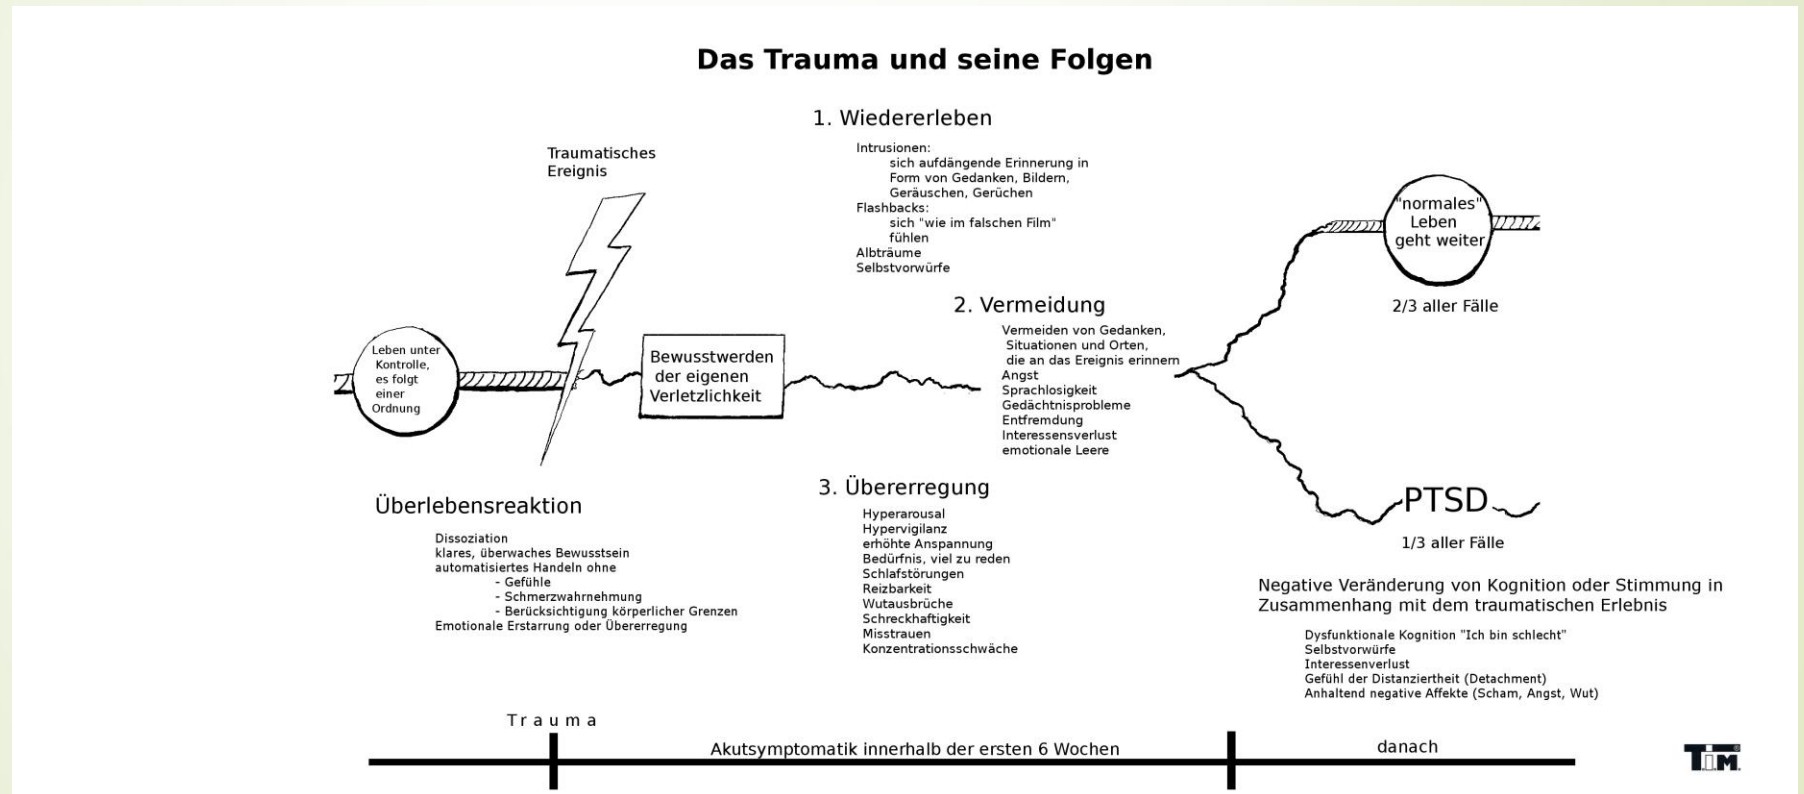 Das Trauma und seine Folgen
1. Wiedererleben
Intrusionen:
sich aufdängende Erinnerung in
Form von Gedanken, Bildern,
Geräuschen, Gerüchen
Flashbacks:
sich "wie im falschen Film"
fühlen
Albträume
Selbstvorwürfe
Traumatisches
Ereignis
"normales"
Leben
geht weiter
2/3 aller Fälle
2. Vermeidung
Vermeiden von Gedanken,
Situationen und Orten,
die an das Ereignis erinnern
Angst
Sprachlosigkeit
Gedächtnisprobleme
Entfremdung
Interessensverlust
emotionale Leere
Leben unter
Kontrolle,
es folgt
einer
Ordnung
Bewusstwerden
der eigenen
Verletzlichkeit
Überlebensreaktion
Dissoziation
klares, überwaches Bewusstsein
automatisiertes Handeln ohne
- Gefühle
- Schmerzwahrnehmung
- Berücksichtigung körperlicher Grenzen
Emotionale Erstarrung oder Übererregung
3. Übererregung
Hyperarousal
Hypervigilanz
erhöhte Anspannung
Bedürfnis, viel zu reden
Schlafstörungen
Reizbarkeit
Wutausbrüche
Schreckhaftigkeit
Misstrauen
Konzentrationsschwäche
PTSD
1/3 aller Fälle
Negative Veränderung von Kognition oder Stimmung in
Zusammenhang mit dem traumatischen Erlebnis
Dysfunktionale Kognition "Ich bin schlecht"
Selbstvorwürfe
Interessenverlust
Gefühl der Distanziertheit (Detachment)
Anhaltend negative Affekte (Scham, Angst, Wut)
Trauma
Akutsymptomatik innerhalb der ersten 6 Wochen
danach
T.i.M.